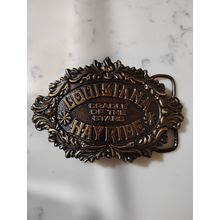 LOUISIANA
CRADLE
OF THE
STARS
HAYRIDE